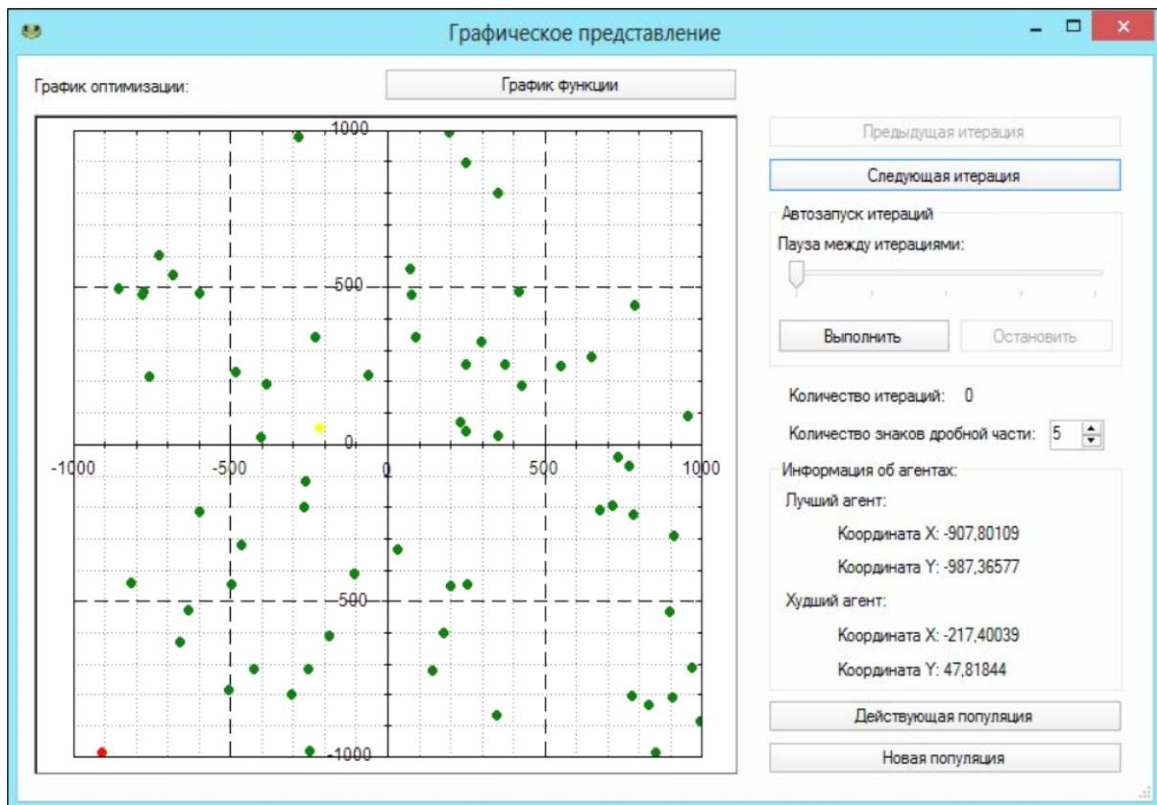 Графическое представление
График оптимизации:
График функции
1000
500
0
-1000
-500
0
500
1000
-500
-1000
Предыдущая итерация
Следующая итерация
Автозапуск итераций
Пауза между итерациями:
Выполнить
Остановить
Количество итераций: 0
Количество знаков дробной части: 5
Информация об агентах:
Лучший агент:
Координата X: -907,80109
Координата Y: -987,36577
Худший агент:
Координата X: -217,40039
Координата Y: 47,81844
Действующая популяция
Новая популяция